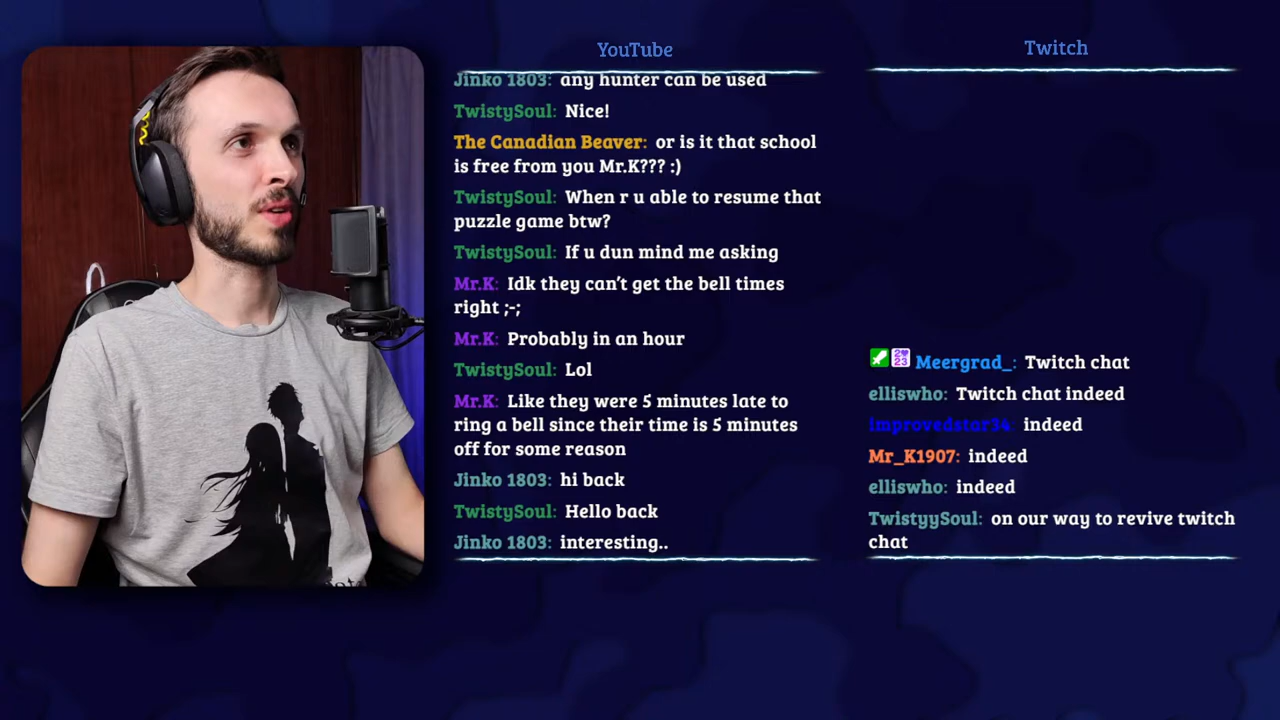 YouTube
Jinko 1803: any hunter can be used
TwistySoul: Nice!
The Canadian Beaver: or is it that school
is free from you Mr.K??? :)
TwistySoul: When r u able to resume that
puzzle game btw?
TwistySoul: If u dun mind me asking
Mr.K: Idk they can't get the bell times
right ;-;
Mr.K: Probably in an hour
TwistySoul: Lol
Mr.K: Like they were 5 minutes late to
ring a bell since their time is 5 minutes
off for some reason
Jinko 1803: hi back
TwistySoul: Hello back
Jinko 1803: interesting..
Twitch
Meergrad_: Twitch chat
elliswho: Twitch chat indeed
improvedstar34: indeed
Mr_K1907: indeed
elliswho: indeed
TwistyySoul: on our way to revive twitch
chat